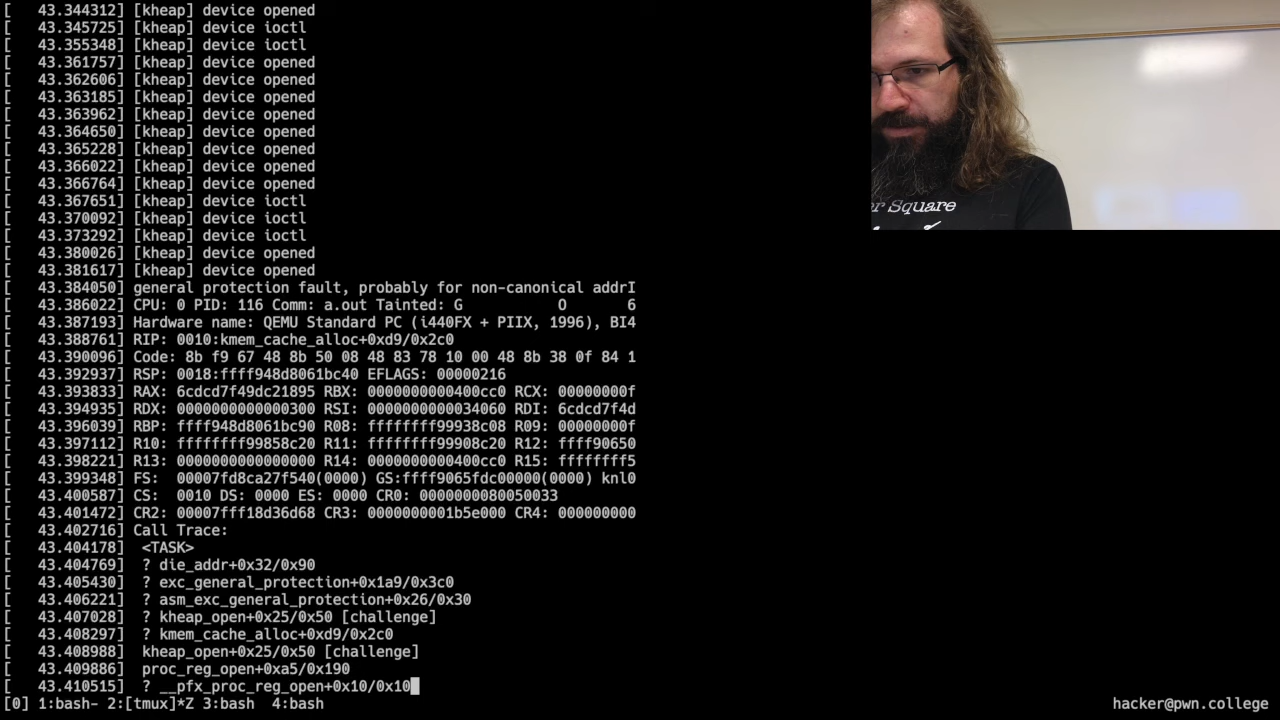 [   43.344312] [kheap] device opened
[   43.345725] [kheap] device ioctl
[   43.355348] [kheap] device ioctl
[   43.361757] [kheap] device opened
[   43.362606] [kheap] device opened
[   43.363185] [kheap] device opened
[   43.363962] [kheap] device opened
[   43.364650] [kheap] device opened
[   43.365228] [kheap] device opened
[   43.366022] [kheap] device opened
[   43.366764] [kheap] device opened
[   43.367651] [kheap] device ioctl
[   43.370092] [kheap] device ioctl
[   43.373292] [kheap] device ioctl
[   43.380026] [kheap] device opened
[   43.381617] [kheap] device opened
[   43.384050] general protection fault, probably for non-canonical addrI
[   43.386022] CPU: 0 PID: 116 Comm: a.out Tainted: G           O       6
[   43.387193] Hardware name: QEMU Standard PC (i440FX + PIIX, 1996), BI4
[   43.388761] RIP: 0010:kmem_cache_alloc+0xd9/0x2c0
[   43.390096] Code: 8b f9 67 48 8b 50 08 48 83 78 10 00 48 8b 38 0f 84 1
[   43.392937] RSP: 0018:ffff948d8061bc40 EFLAGS: 00000216
[   43.393833] RAX: 6cdcd7f49dc21895 RBX: 0000000000400cc0 RCX: 00000000f
[   43.394935] RDX: 0000000000000300 RSI: 0000000000034060 RDI: 6cdcd7f4d
[   43.396039] RBP: ffff948d8061bc90 R08: ffffffff99938c08 R09: 00000000f
[   43.397112] R10: ffffffff99858c20 R11: ffffffff99908c20 R12: ffff90650
[   43.398221] R13: 0000000000000000 R14: 0000000000400cc0 R15: ffffffff5
[   43.399348] FS:  00007fd8ca27f540(0000) GS:ffff9065fdc00000(0000) knl0
[   43.400587] CS:  0010 DS: 0000 ES: 0000 CR0: 0000000080050033
[   43.401472] CR2: 00007fff18d36d68 CR3: 0000000001b5e000 CR4: 000000000
[   43.402716] Call Trace:
[   43.404178]  <TASK>
[   43.404769]  ? die_addr+0x32/0x90
[   43.405430]  ? exc_general_protection+0x1a9/0x3c0
[   43.406221]  ? asm_exc_general_protection+0x26/0x30
[   43.407028]  ? kheap_open+0x25/0x50 [challenge]
[   43.408297]  ? kmem_cache_alloc+0xd9/0x2c0
[   43.408988]  kheap_open+0x25/0x50 [challenge]
[   43.409886]  proc_reg_open+0xa5/0x190
[   43.410515]  ? __pfx_proc_reg_open+0x10/0x10
[0] 1:bash- 2:[tmux]*Z 3:bash  4:bash hacker@pwn.college
Square